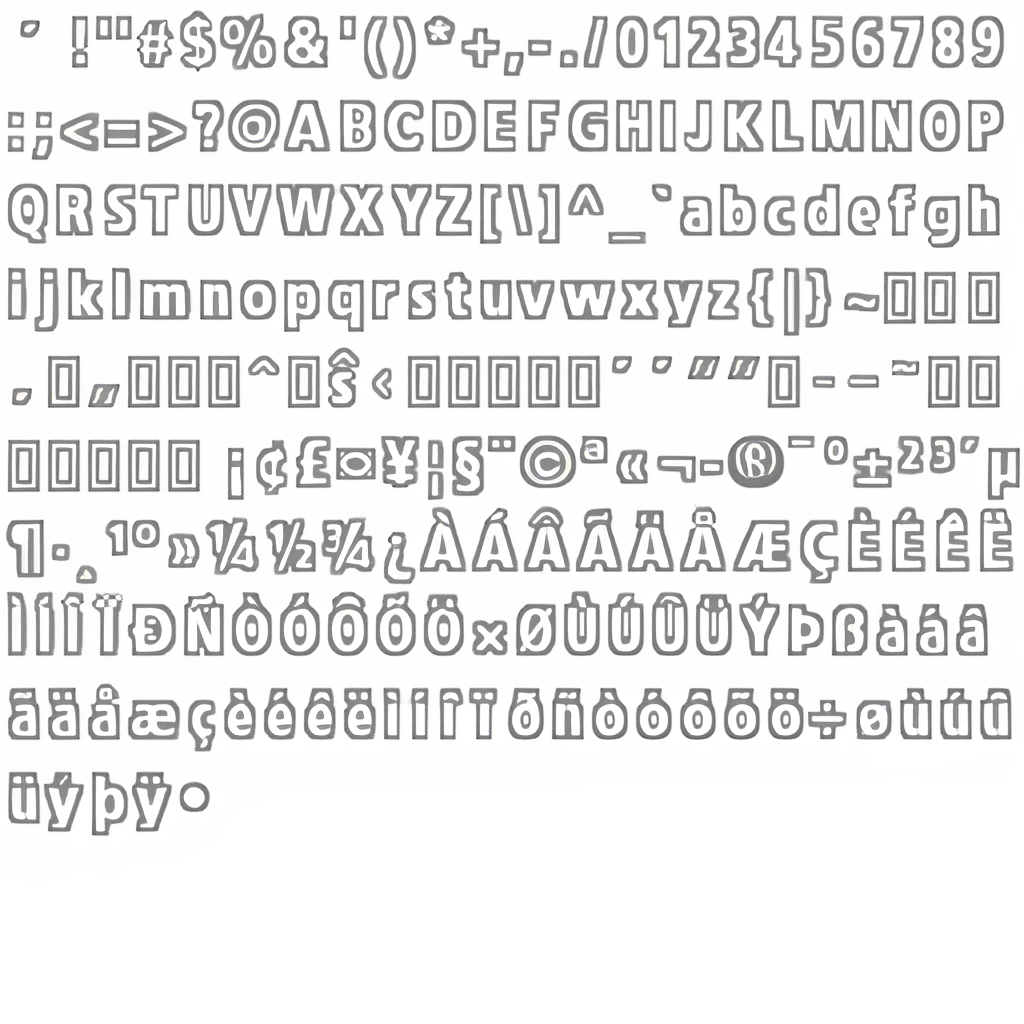 ´ !"#$%&'()*+,-./0123456789
:;<=>?@ABCDEFGHIJKLMNOP
QRSTUVWXYZ[\]^_`abcdefgh
ijklmnopqrstuvwxyz{|}~▯▯▯
.▯„▯▯▯^▯Š‹▯▯▯▯▯´´””▯-–˜▯▯
▯▯▯▯▯ ¡¢£¤¥¦§¨©ª«¬-®¯º±²³´µ
¶·¸¹º»¼½¾¿ÀÁÂÃÄÅÆÇÈÉÊË
ÌÍÎÏÐÑÒÓÔÕÖ×ØÙÚÛÜÝÞßàáâ
ãäåæçèéêëìíîïðñòóôõö÷øùúû
üýþÿ○